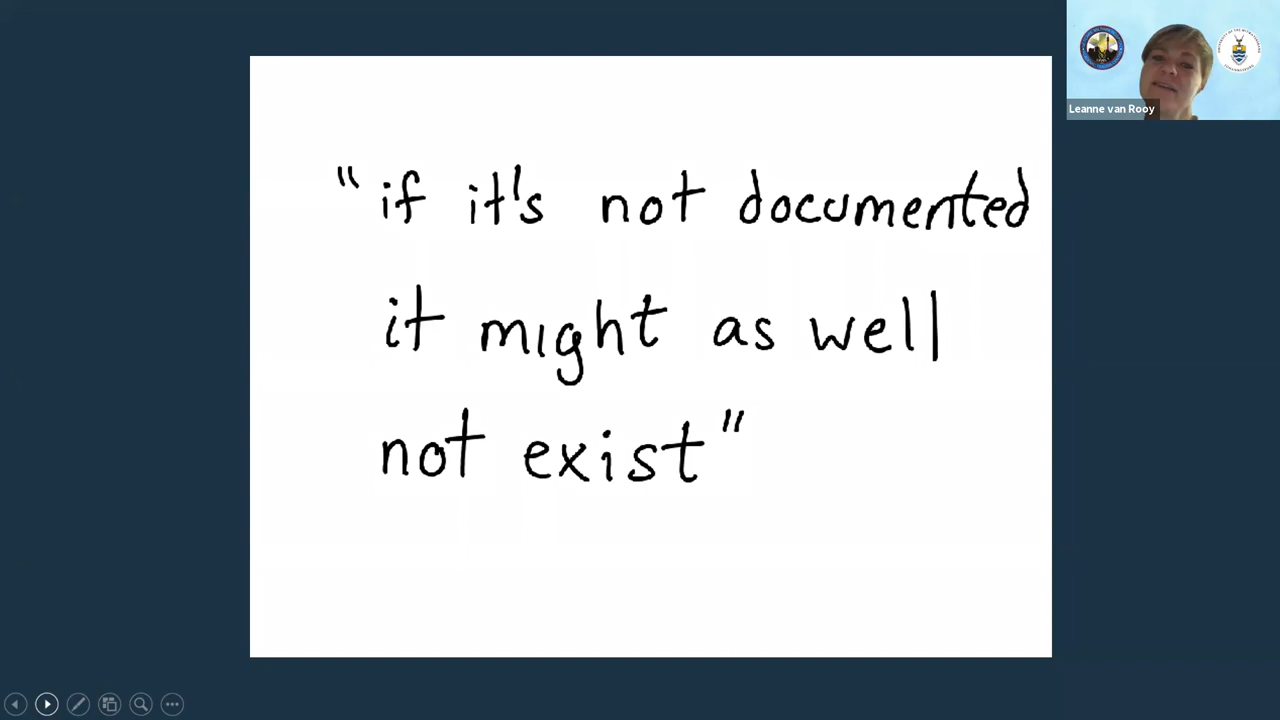 Leanne van Rooy
"if it's not documented
it might as well
not exist"